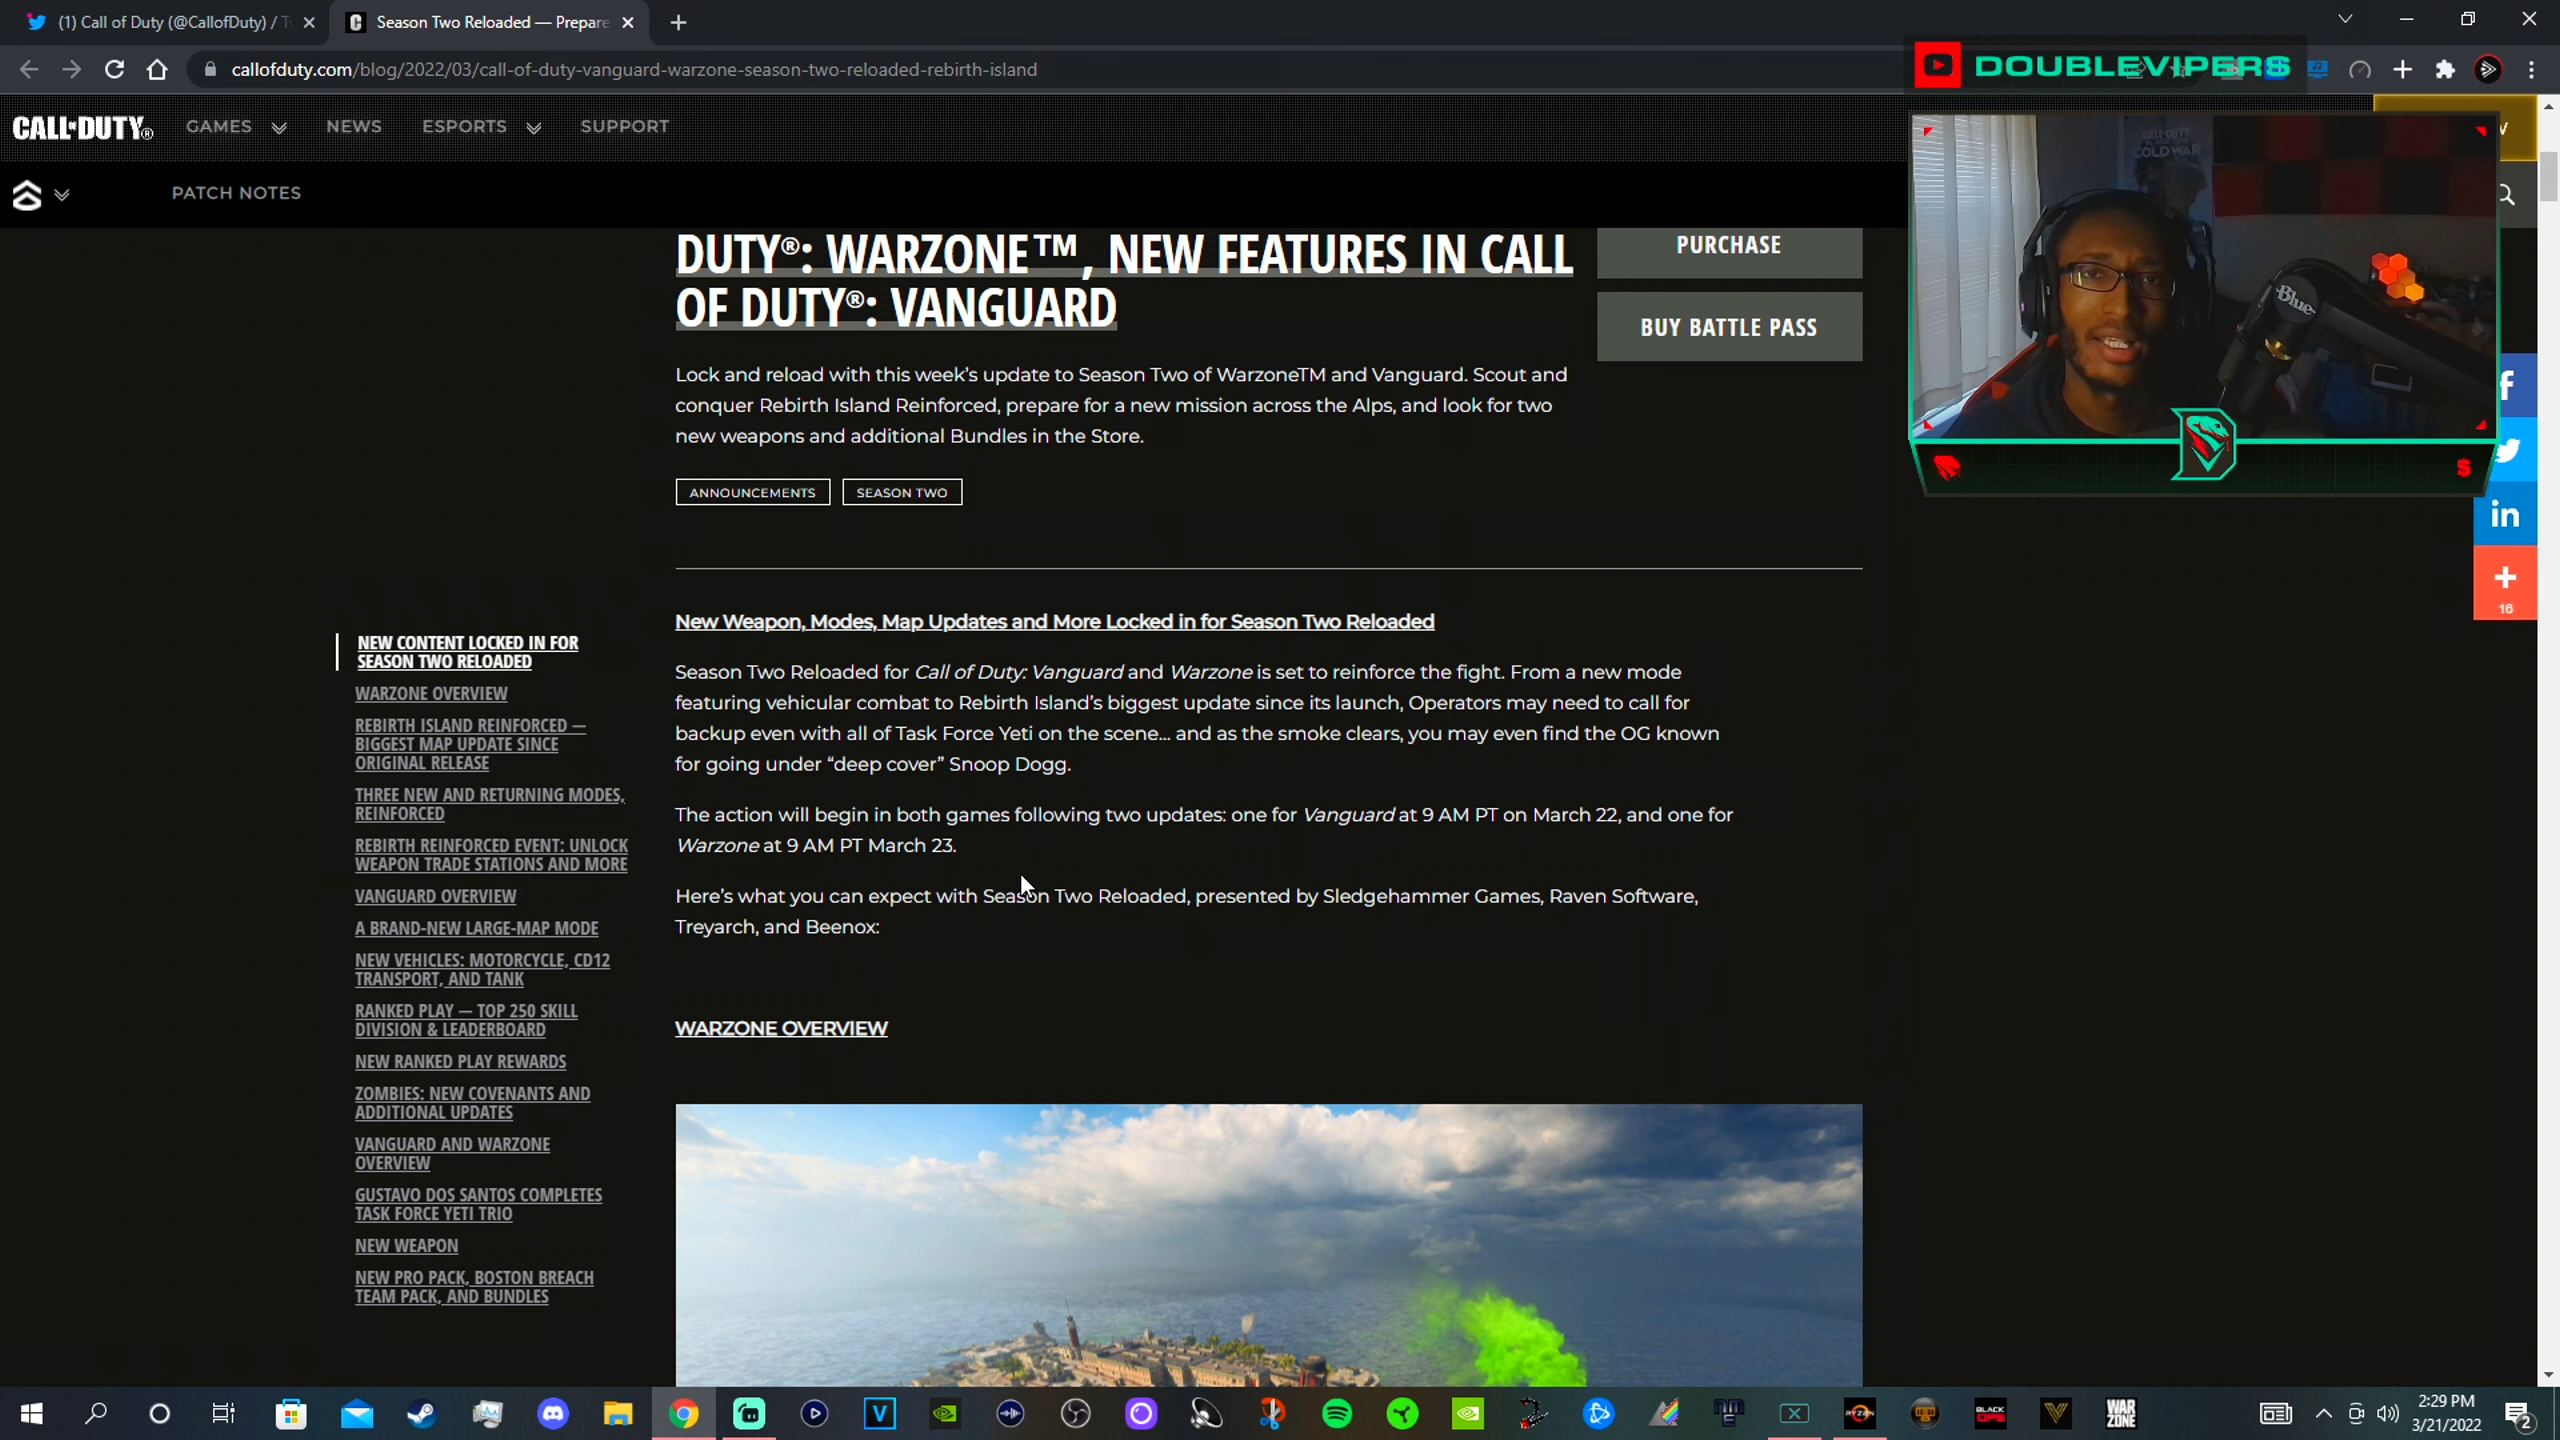 (1) Call of Duty (@CallofDuty) / T
Season Two Reloaded — Prepare
callofduty.com/blog/2022/03/call-of-duty-vanguard-warzone-season-two-reloaded-rebirth-island
DOUBLEVIPERS
CALL OF DUTY®
GAMES
NEWS
ESPORTS
SUPPORT
PATCH NOTES
DUTY®: WARZONE™, NEW FEATURES IN CALL
OF DUTY®: VANGUARD
PURCHASE
BUY BATTLE PASS
Lock and reload with this week's update to Season Two of WarzoneTM and Vanguard. Scout and
conquer Rebirth Island Reinforced, prepare for a new mission across the Alps, and look for two
new weapons and additional Bundles in the Store.
ANNOUNCEMENTS
SEASON TWO
CALL OF DUTY
COLD WAR
Blue
S
in
16
NEW CONTENT LOCKED IN FOR
SEASON TWO RELOADED
WARZONE OVERVIEW
REBIRTH ISLAND REINFORCED —
BIGGEST MAP UPDATE SINCE
ORIGINAL RELEASE
THREE NEW AND RETURNING MODES,
REINFORCED
REBIRTH REINFORCED EVENT: UNLOCK
WEAPON TRADE STATIONS AND MORE
VANGUARD OVERVIEW
A BRAND-NEW LARGE-MAP MODE
NEW VEHICLES: MOTORCYCLE, CD12
TRANSPORT, AND TANK
RANKED PLAY — TOP 250 SKILL
DIVISION & LEADERBOARD
NEW RANKED PLAY REWARDS
ZOMBIES: NEW COVENANTS AND
ADDITIONAL UPDATES
VANGUARD AND WARZONE
OVERVIEW
GUSTAVO DOS SANTOS COMPLETES
TASK FORCE YETI TRIO
NEW WEAPON
NEW PRO PACK, BOSTON BREACH
TEAM PACK, AND BUNDLES
New Weapon, Modes, Map Updates and More Locked in for Season Two Reloaded
Season Two Reloaded for Call of Duty: Vanguard and Warzone is set to reinforce the fight. From a new mode
featuring vehicular combat to Rebirth Island's biggest update since its launch, Operators may need to call for
backup even with all of Task Force Yeti on the scene... and as the smoke clears, you may even find the OG known
for going under "deep cover" Snoop Dogg.
The action will begin in both games following two updates: one for Vanguard at 9 AM PT on March 22, and one for
Warzone at 9 AM PT March 23.
Here's what you can expect with Season Two Reloaded, presented by Sledgehammer Games, Raven Software,
Treyarch, and Beenox:
WARZONE OVERVIEW
V
RYZEN
BLACK
OPS
WAR
ZONE
2:29 PM
3/21/2022
2